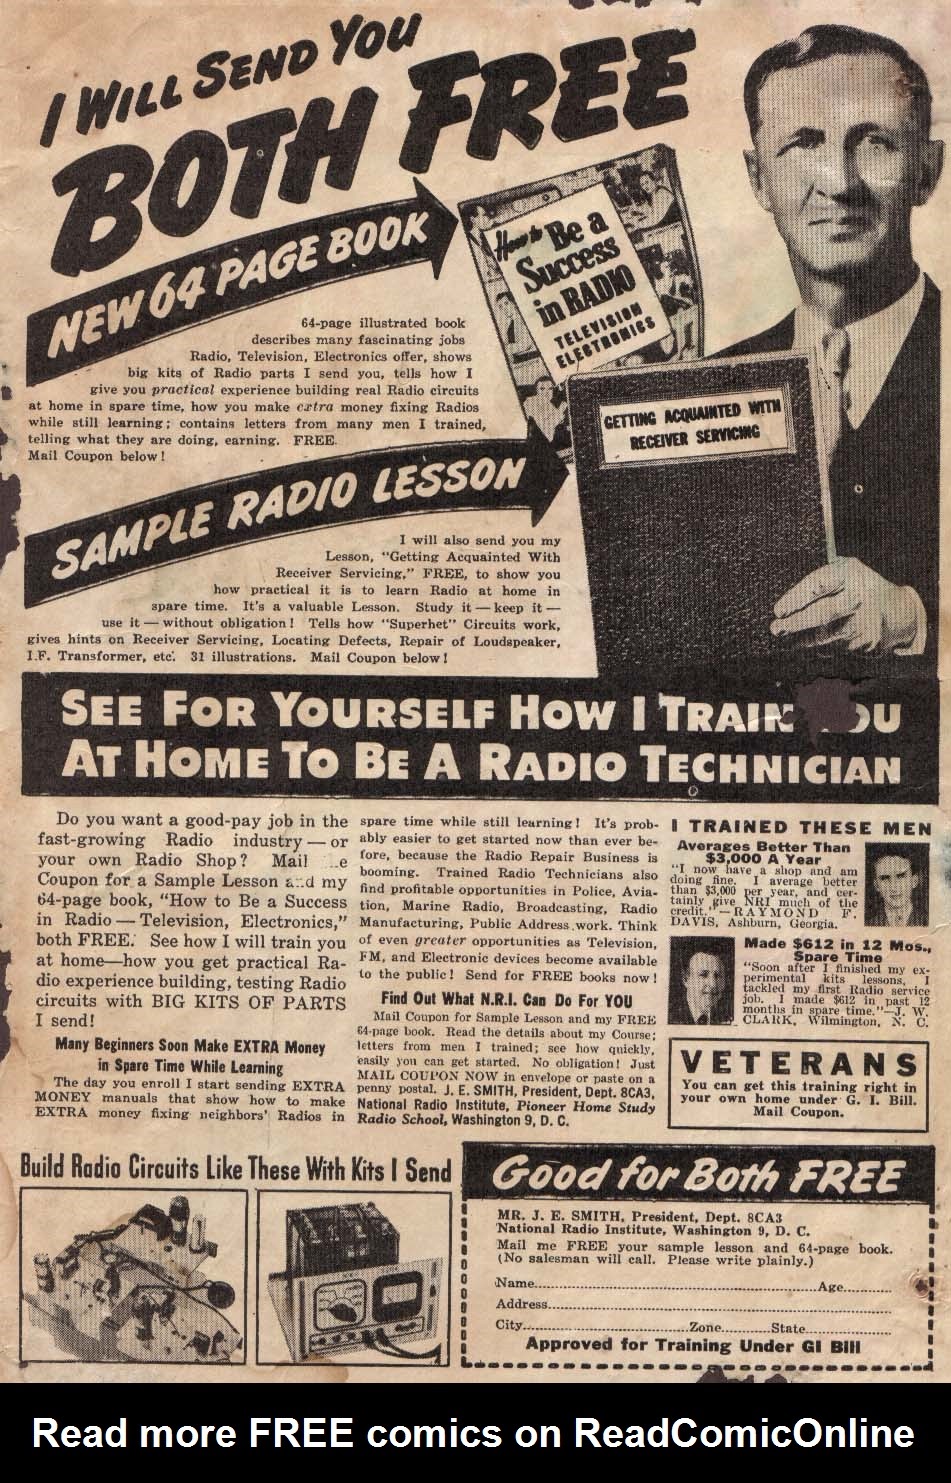 I WILL SEND YOU
BOTH FREE
NEW 64 PAGE BOOK
How to Be a
Success
in RADIO
TELEVISION
ELECTRONICS
64-page illustrated book
describes many fascinating jobs
Radio, Television, Electronics offer, shows
big kits of Radio parts I send you, tells how I
give you practical experience building real Radio circuits
at home in spare time, how you make extra money fixing Radios
while still learning; contains letters from many men I trained,
telling what they are doing, earning. FREE.
Mail Coupon below!
GETTING ACQUAINTED WITH
RECEIVER SERVICING
SAMPLE RADIO LESSON
I will also send you my
Lesson, "Getting Acquainted With
Receiver Servicing," FREE, to show you
how practical it is to learn Radio at home in
spare time. It's a valuable Lesson. Study it — keep it —
use it — without obligation! Tells how "Superhet" Circuits work,
gives hints on Receiver Servicing, Locating Defects, Repair of Loudspeaker,
I.F. Transformer, etc. 31 illustrations. Mail Coupon below!
SEE FOR YOURSELF HOW I TRAIN OU
AT HOME TO BE A RADIO TECHNICIAN
Do you want a good-pay job in the
fast-growing Radio industry — or
your own Radio Shop? Mail
Coupon for a Sample Lesson and my
64-page book, "How to Be a Success
in Radio — Television, Electronics,"
both FREE. See how I will train you
at home—how you get practical Ra-
dio experience building, testing Radio
circuits with BIG KITS OF PARTS
I send!
Many Beginners Soon Make EXTRA Money
in Spare Time While Learning
The day you enroll I start sending EXTRA
MONEY manuals that show how to make
EXTRA money fixing neighbors' Radios in
spare time while still learning! It's prob-
ably easier to get started now than ever be-
fore, because the Radio Repair Business is
booming. Trained Radio Technicians also
find profitable opportunities in Police, Avia-
tion, Marine Radio, Broadcasting, Radio
Manufacturing, Public Address work. Think
of even greater opportunities as Television,
FM, and Electronic devices become available
to the public! Send for FREE books now!
Find Out What N.R.I. Can Do For YOU
Mail Coupon for Sample Lesson and my FREE
64-page book. Read the details about my Course;
letters from men I trained; see how quickly,
easily you can get started. No obligation! Just
MAIL COUPON NOW in envelope or paste on a
penny postal. J. E. SMITH, President, Dept. 8CA3,
National Radio Institute, Pioneer Home Study
Radio School, Washington 9, D. C.
I TRAINED THESE MEN
Averages Better Than
$3,000 A Year
"I now have a shop and am
doing fine. I average better
than $3,000 per year, and cer-
tainly give NRI much of the
credit."—RAYMOND F.
DAVIS, Ashburn, Georgia.
Made $612 in 12 Mos.,
Spare Time
"Soon after I finished my ex-
perimental kits lessons, I
tackled my first Radio service
job. I made $612 in past 12
months in spare time."—J. W.
CLARK, Wilmington, N. C.
VETERANS
You can get this training right in
your own home under G. I. Bill.
Mail Coupon.
Build Radio Circuits Like These With Kits I Send
Good for Both FREE
MR. J. E. SMITH, President, Dept. 8CA3
National Radio Institute, Washington 9, D. C.
Mail me FREE your sample lesson and 64-page book.
(No salesman will call. Please write plainly.)
Name..........Age..........
Address..........
City..........Zone..........State..........
Approved for Training Under GI Bill
Read more FREE comics on ReadComicOnline